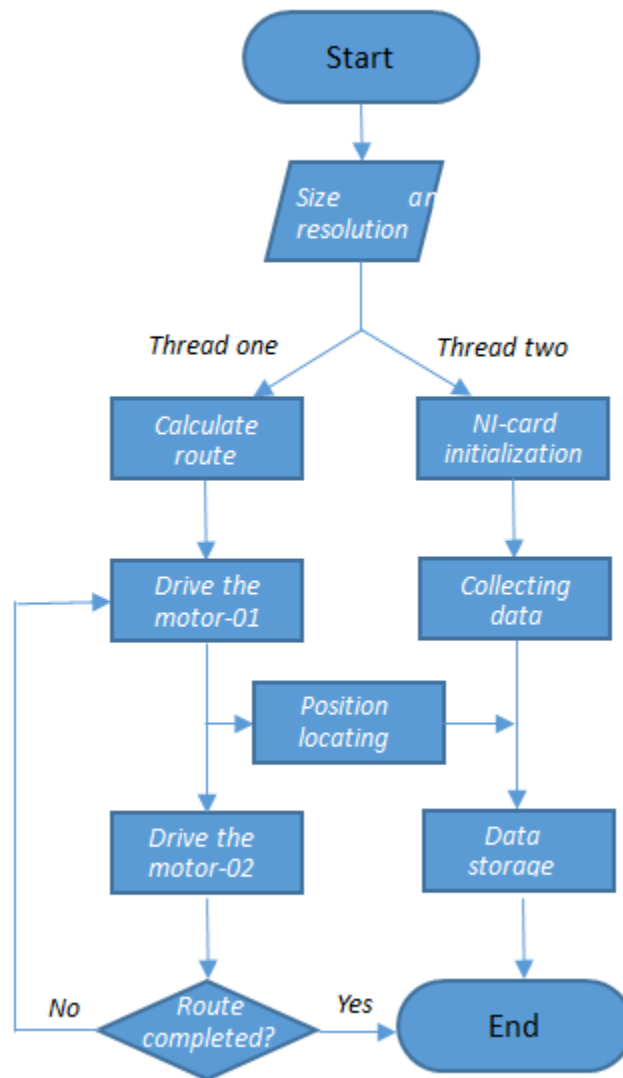 Start
Size an
resolution
Thread one
Thread two
Calculate
route
NI-card
initialization
Drive the
motor-01
Collecting
data
Position
locating
Drive the
motor-02
Data
storage
Route
completed?
No
Yes
End